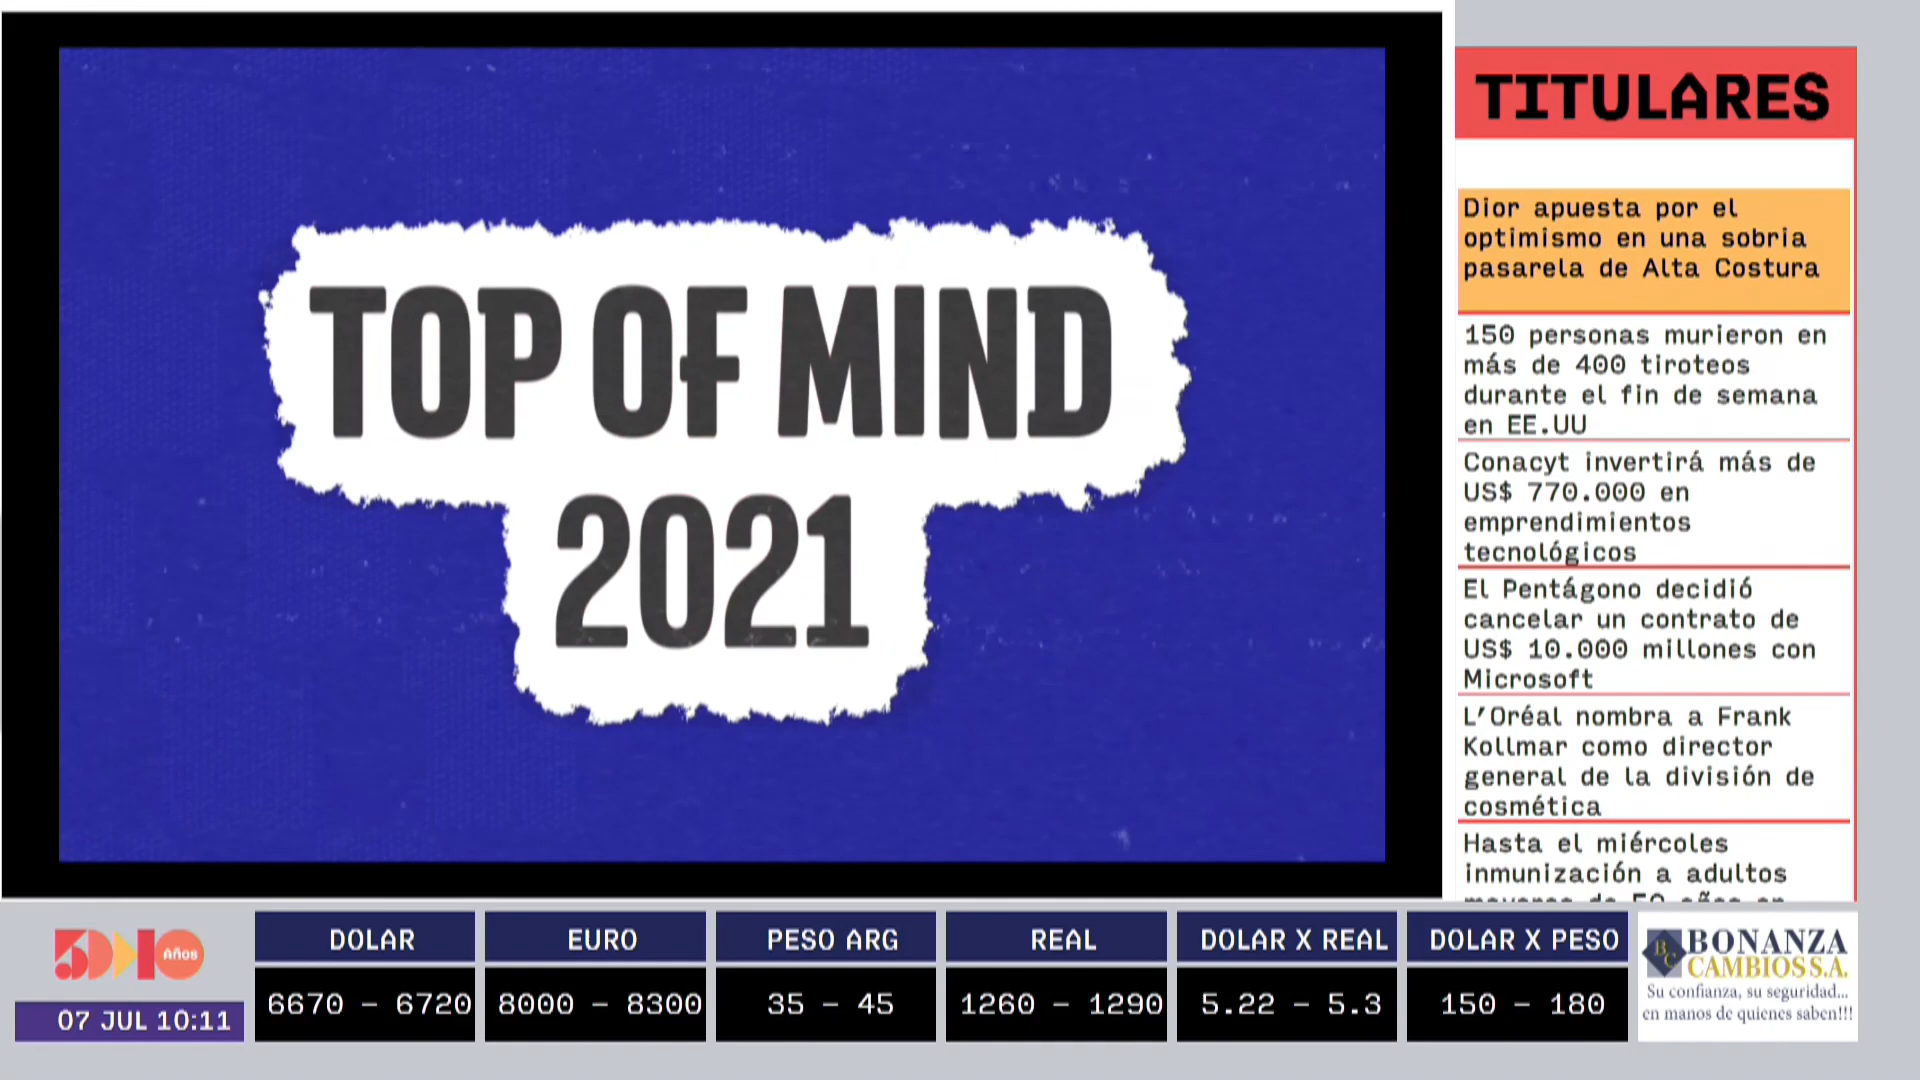 TOP OF MIND
2021
TITULARES
Dior apuesta por el
optimismo en una sobria
pasarela de Alta Costura
150 personas murieron en
más de 400 tiroteos
durante el fin de semana
en EE.UU
Conacyt invertirá más de
US$ 770.000 en
emprendimientos
tecnológicos
El Pentágono decidió
cancelar un contrato de
US$ 10.000 millones con
Microsoft
L'Oréal nombra a Frank
Kollmar como director
general de la división de
cosmética
Hasta el miércoles
inmunización a adultos
5 Años
07 JUL 10:11
DOLAR
6670 - 6720
EURO
8000 - 8300
PESO ARG
35 - 45
REAL
1260 - 1290
DOLAR X REAL
5.22 - 5.3
DOLAR X PESO
150 - 180
BC BONANZA
CAMBIOS S.A.
Su confianza, su seguridad...
en manos de quienes saben!!!